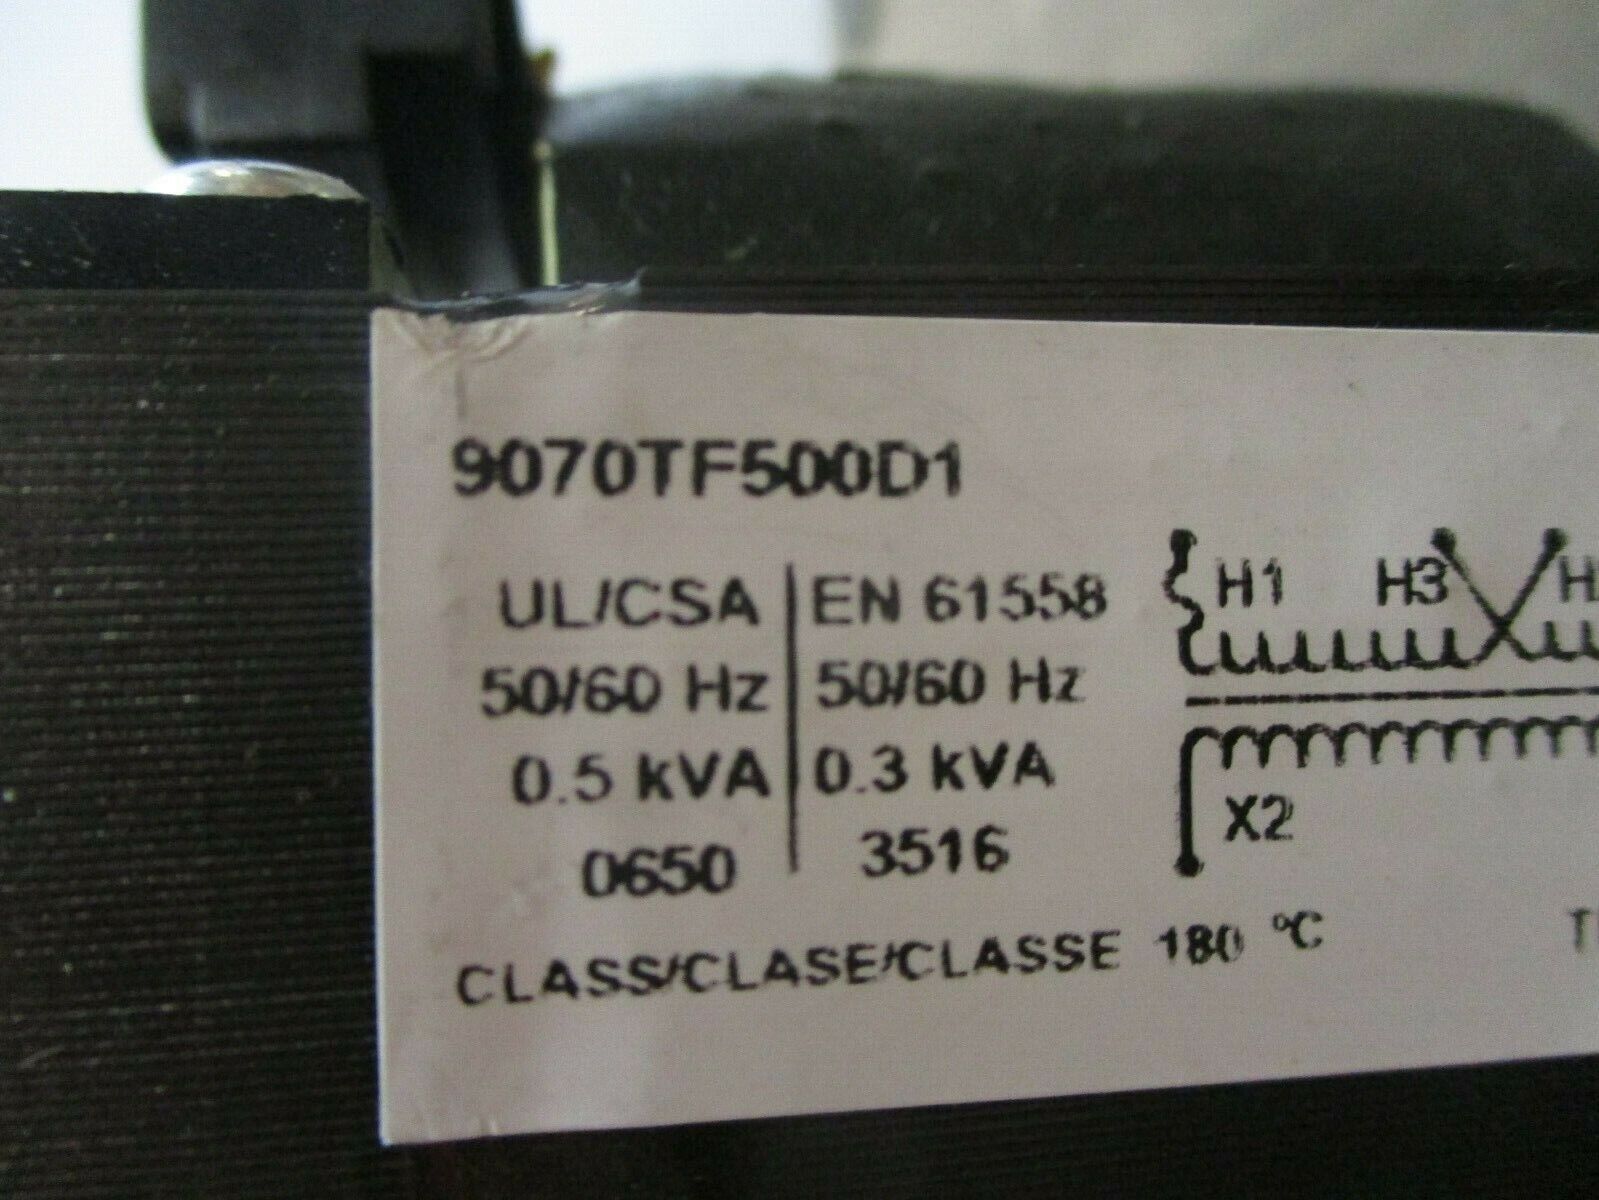 9070TF500D1
UL/CSA | EN 61558
50/60 Hz | 50/60 Hz
0.5 kVA | 0.3 kVA
0650 3516
CLASS/CLASE/CLASSE 180 °C
H1 H3
X2